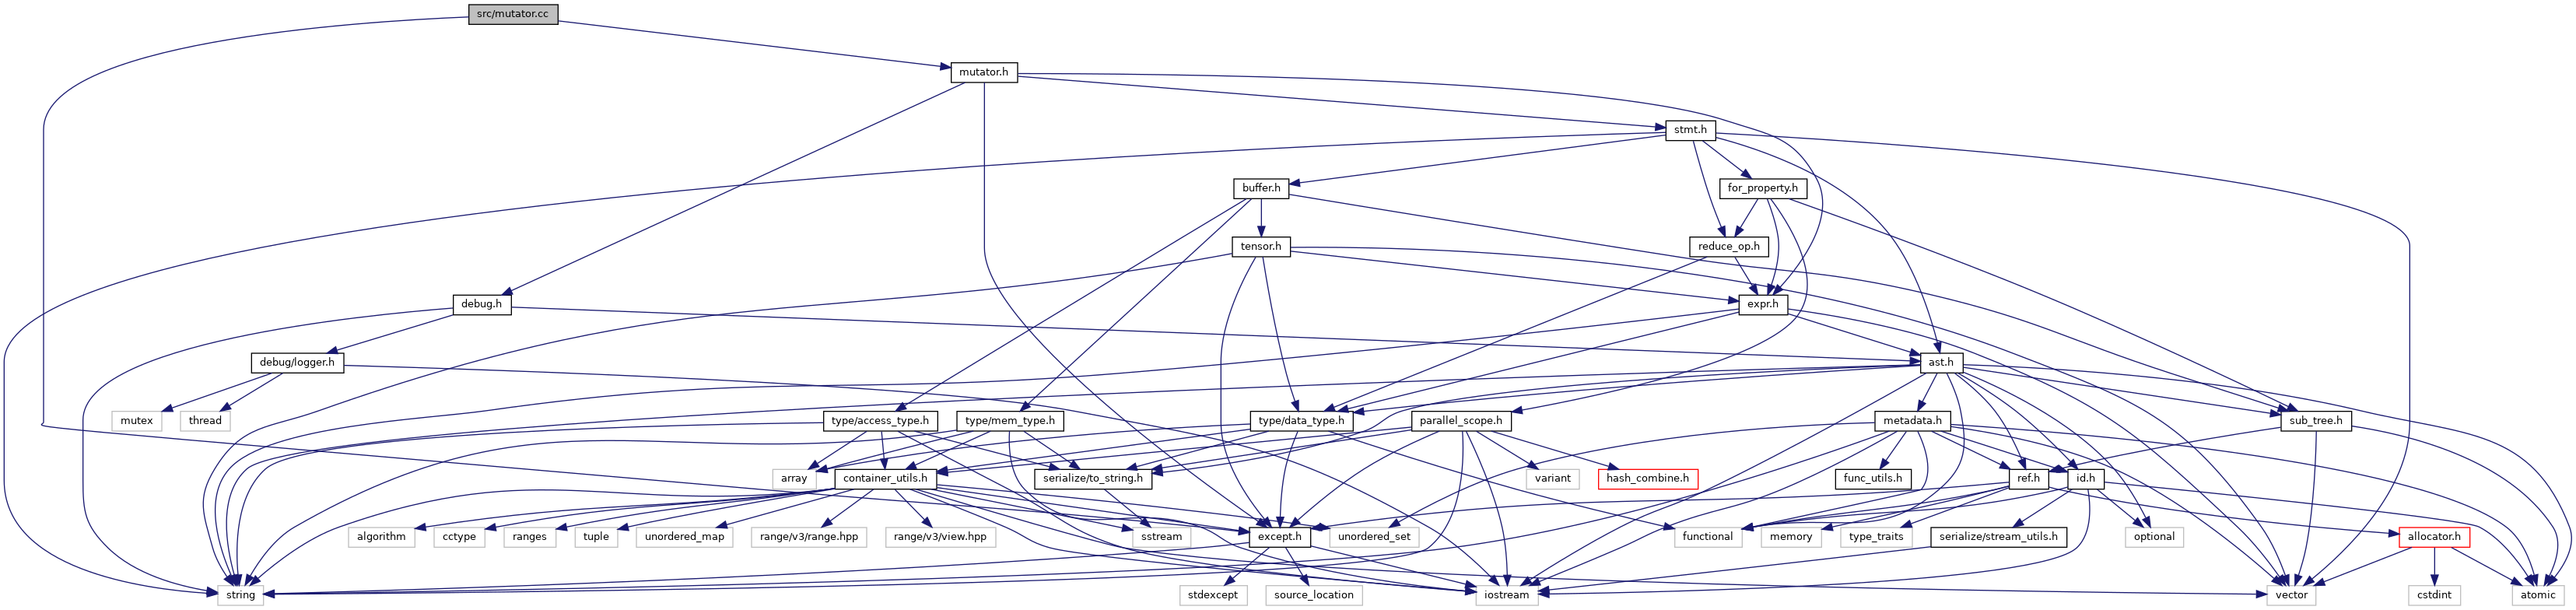 src/mutator.cc
mutator.h
stmt.h
buffer.h
for_property.h
tensor.h
reduce_op.h
debug.h
expr.h
debug/logger.h
ast.h
mutex
thread
type/access_type.h
type/mem_type.h
type/data_type.h
parallel_scope.h
metadata.h
sub_tree.h
array
container_utils.h
serialize/to_string.h
variant
hash_combine.h
func_utils.h
ref.h
id.h
algorithm
cctype
ranges
tuple
unordered_map
range/v3/range.hpp
range/v3/view.hpp
sstream
except.h
unordered_set
functional
memory
type_traits
serialize/stream_utils.h
optional
allocator.h
string
stdexcept
source_location
iostream
vector
cstdint
atomic